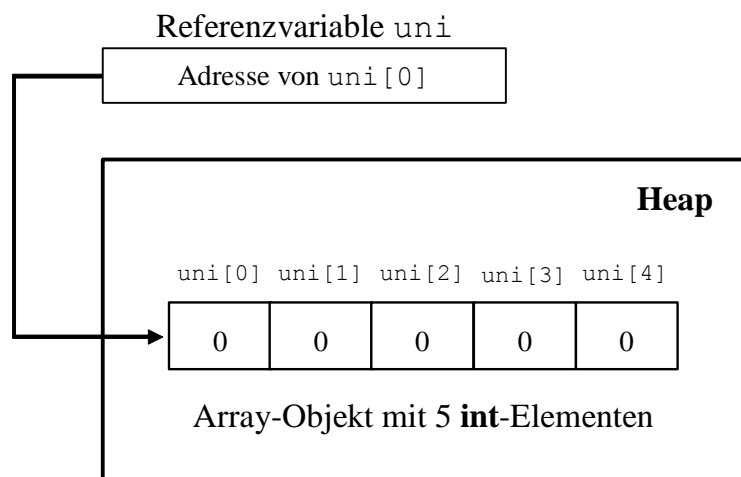 Referenzvariable uni
Adresse von uni[0]
Heap
uni[0] uni[1] uni[2] uni[3] uni[4]
0 0 0 0 0
Array-Objekt mit 5 int-Elementen